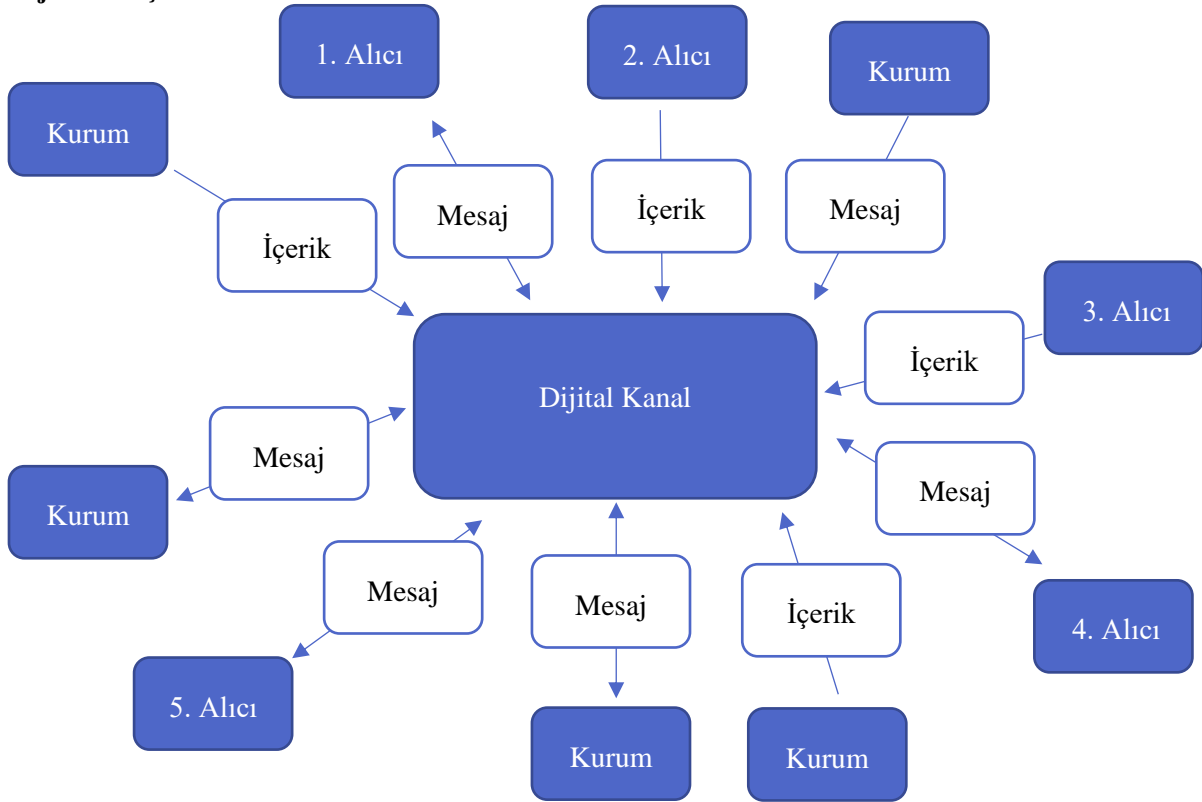 1. Alıcı
2. Alıcı
Kurum
Kurum
Mesaj
İçerik
Mesaj
İçerik
3. Alıcı
İçerik
Dijital Kanal
Mesaj
Mesaj
Kurum
Mesaj
Mesaj
İçerik
4. Alıcı
5. Alıcı
Kurum
Kurum